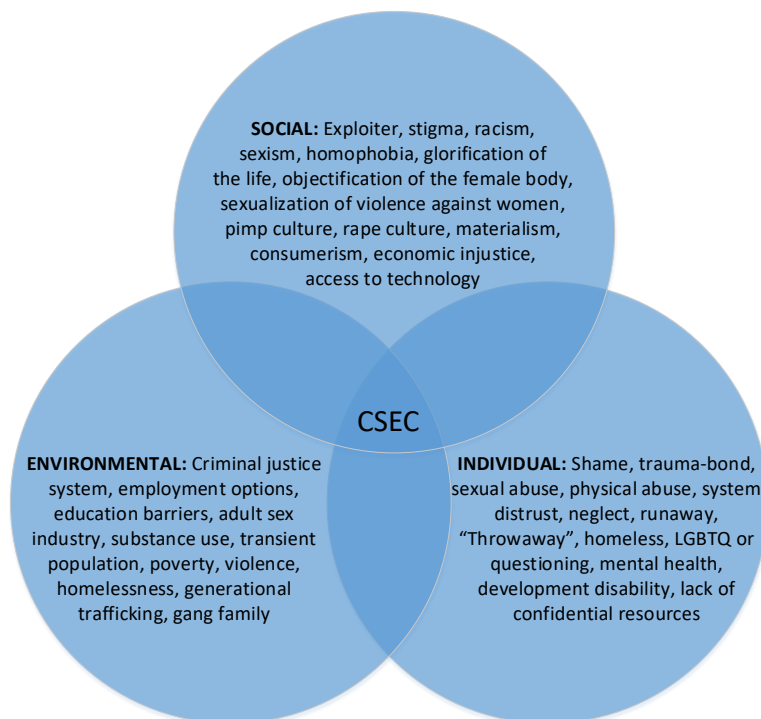 SOCIAL: Exploiter, stigma, racism,
sexism, homophobia, glorification of
the life, objectification of the female body,
sexualization of violence against women,
pimp culture, rape culture, materialism,
consumerism, economic injustice,
access to technology
CSEC
ENVIRONMENTAL: Criminal justice
system, employment options,
education barriers, adult sex
industry, substance use, transient
population, poverty, violence,
homelessness, generational
trafficking, gang family
INDIVIDUAL: Shame, trauma-bond,
sexual abuse, physical abuse, system
distrust, neglect, runaway,
“Throwaway”, homeless, LGBTQ or
questioning, mental health,
development disability, lack of
confidential resources